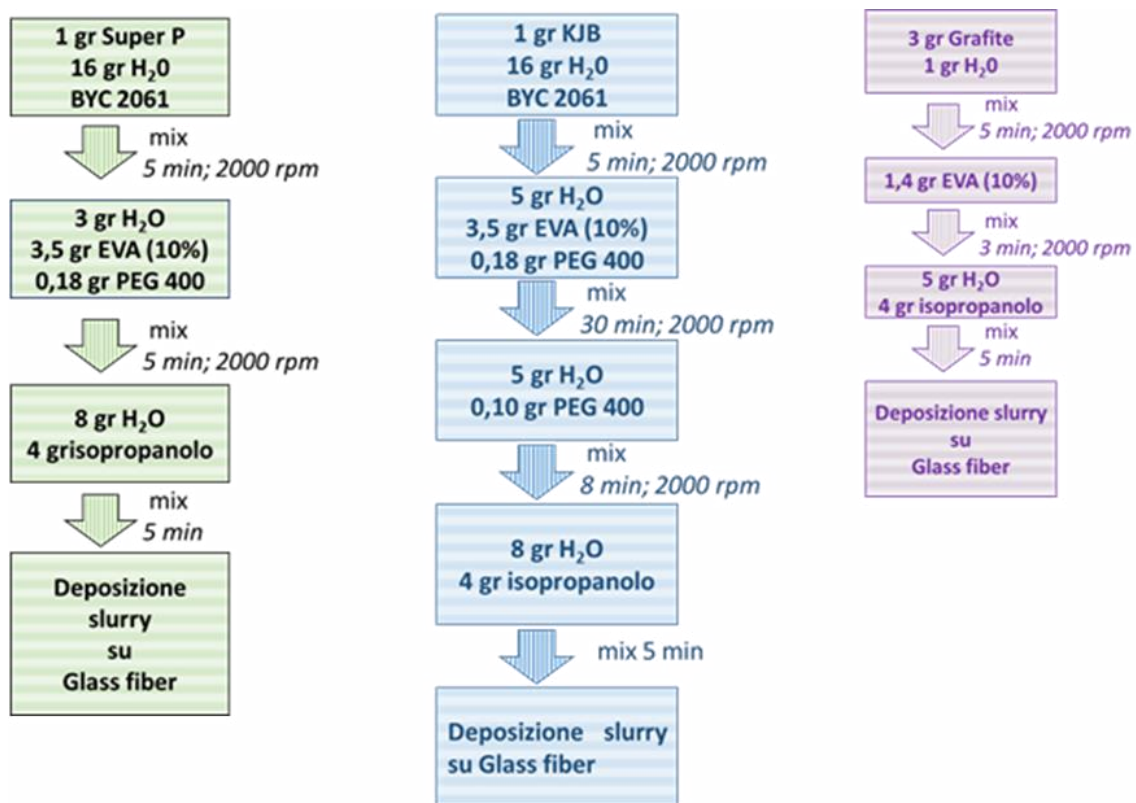 1 gr Super P
16 gr H₂0
BYC 2061
mix
5 min; 2000 rpm
3 gr H₂O
3,5 gr EVA (10%)
0,18 gr PEG 400
mix
5 min; 2000 rpm
8 gr H₂O
4 grisopropanolo
mix
5 min
Deposizione
slurry
su
Glass fiber
1 gr KJB
16 gr H₂0
BYC 2061
mix
5 min; 2000 rpm
5 gr H₂O
3,5 gr EVA (10%)
0,18 gr PEG 400
mix
30 min; 2000 rpm
5 gr H₂O
0,10 gr PEG 400
mix
8 min; 2000 rpm
8 gr H₂O
4 gr isopropanolo
mix 5 min
Deposizione slurry
su Glass fiber
3 gr Grafite
1 gr H₂0
mix
5 min; 2000 rpm
1,4 gr EVA (10%)
mix
3 min; 2000 rpm
5 gr H₂O
4 gr isopropanolo
mix
5 min
Deposizione slurry
su
Glass fiber